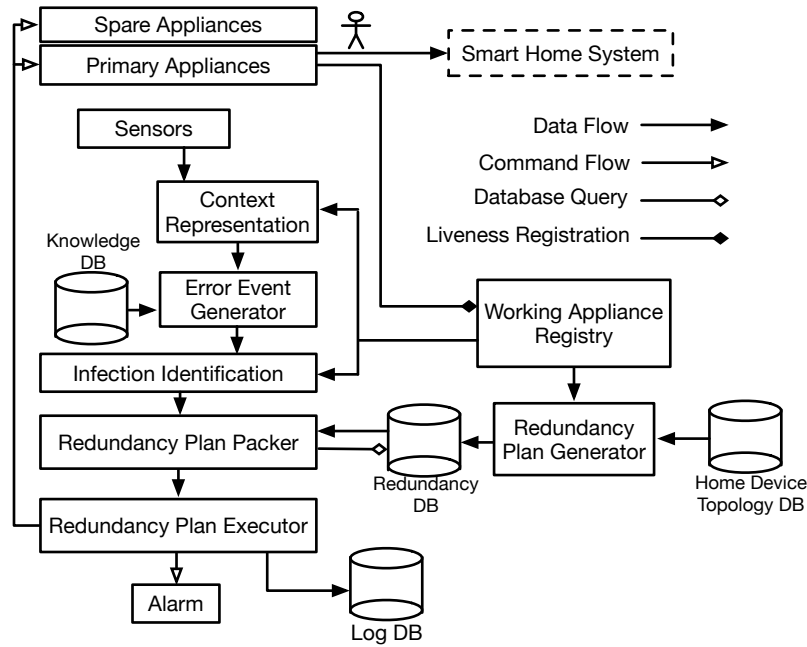 Spare Appliances
Primary Appliances
Smart Home System
Sensors
Data Flow
Command Flow
Database Query
Liveness Registration
Context
Representation
Knowledge
DB
Error Event
Generator
Working Appliance
Registry
Infection Identification
Redundancy Plan Packer
Redundancy
DB
Redundancy
Plan Generator
Home Device
Topology DB
Redundancy Plan Executor
Alarm
Log DB